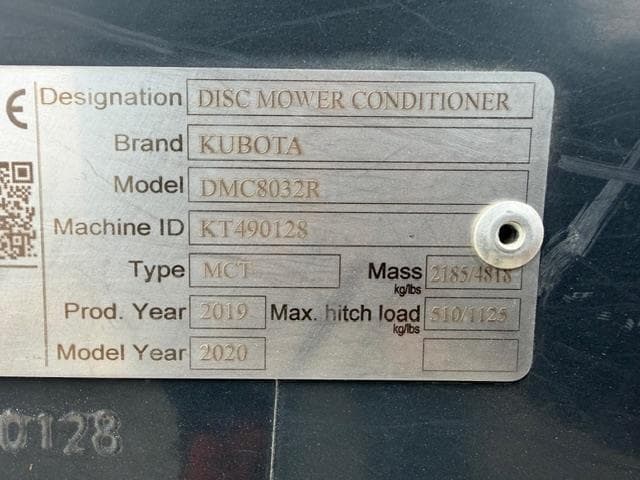 CE
Designation DISC MOWER CONDITIONER
Brand KUBOTA
Model DMC8032R
Machine ID KT490128
Type MCT Mass kg/lbs 2185/4818
Prod. Year 2019 Max. hitch load kg/lbs 510/1125
Model Year 2020
0128